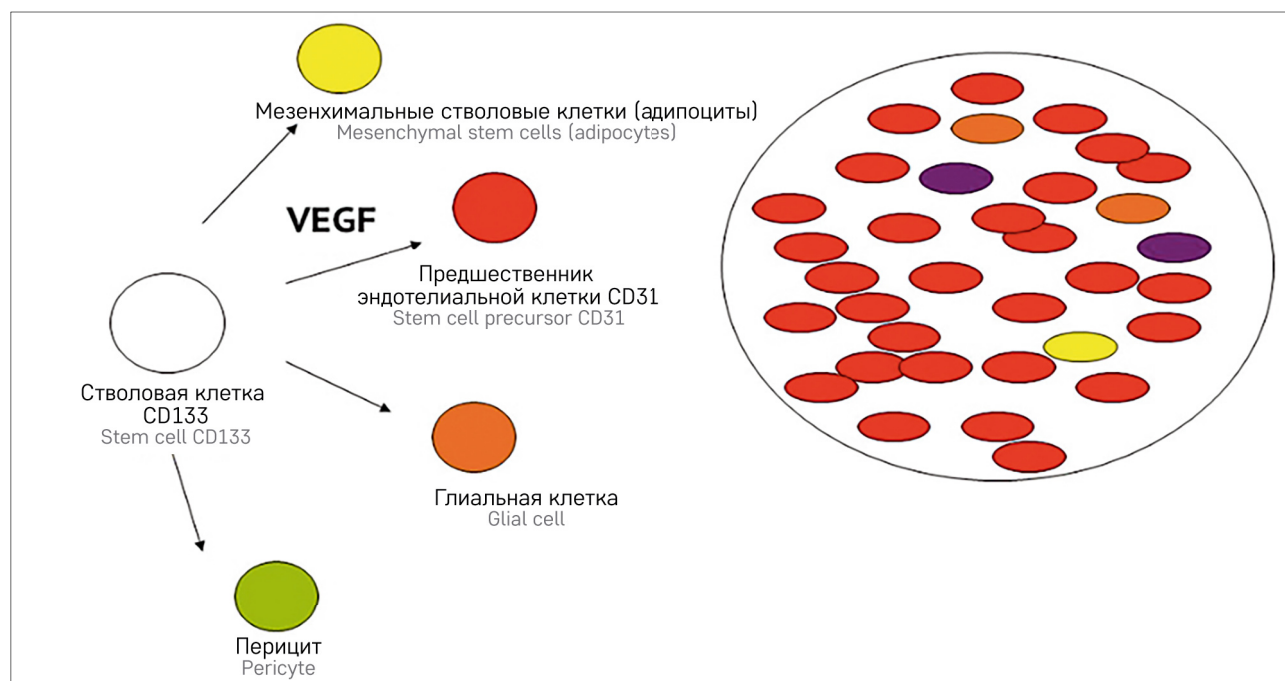 Мезенхимальные стволовые клетки (адипоциты)
Mesenchymal stem cells (adipocytes)
VEGF
Предшественник
эндотелиальной клетки CD31
Stem cell precursor CD31
Стволовая клетка
CD133
Stem cell CD133
Глиальная клетка
Glial cell
Перицит
Pericyte